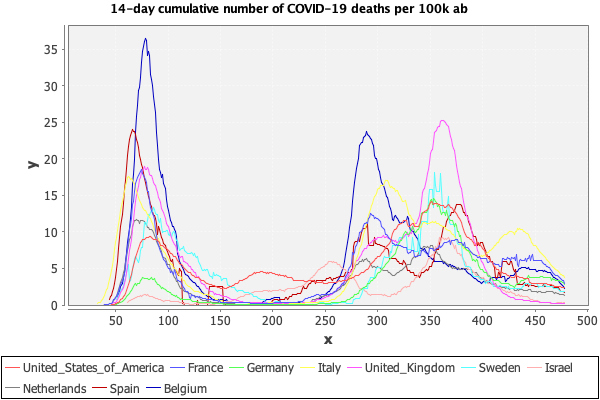 14-day cumulative number of COVID-19 deaths per 100k ab
35
30
25
20
15
10
5
0
y
50 100 150 200 250 300 350 400 450 500
x
United_States_of_America France Germany Italy United_Kingdom Sweden Israel
Netherlands Spain Belgium